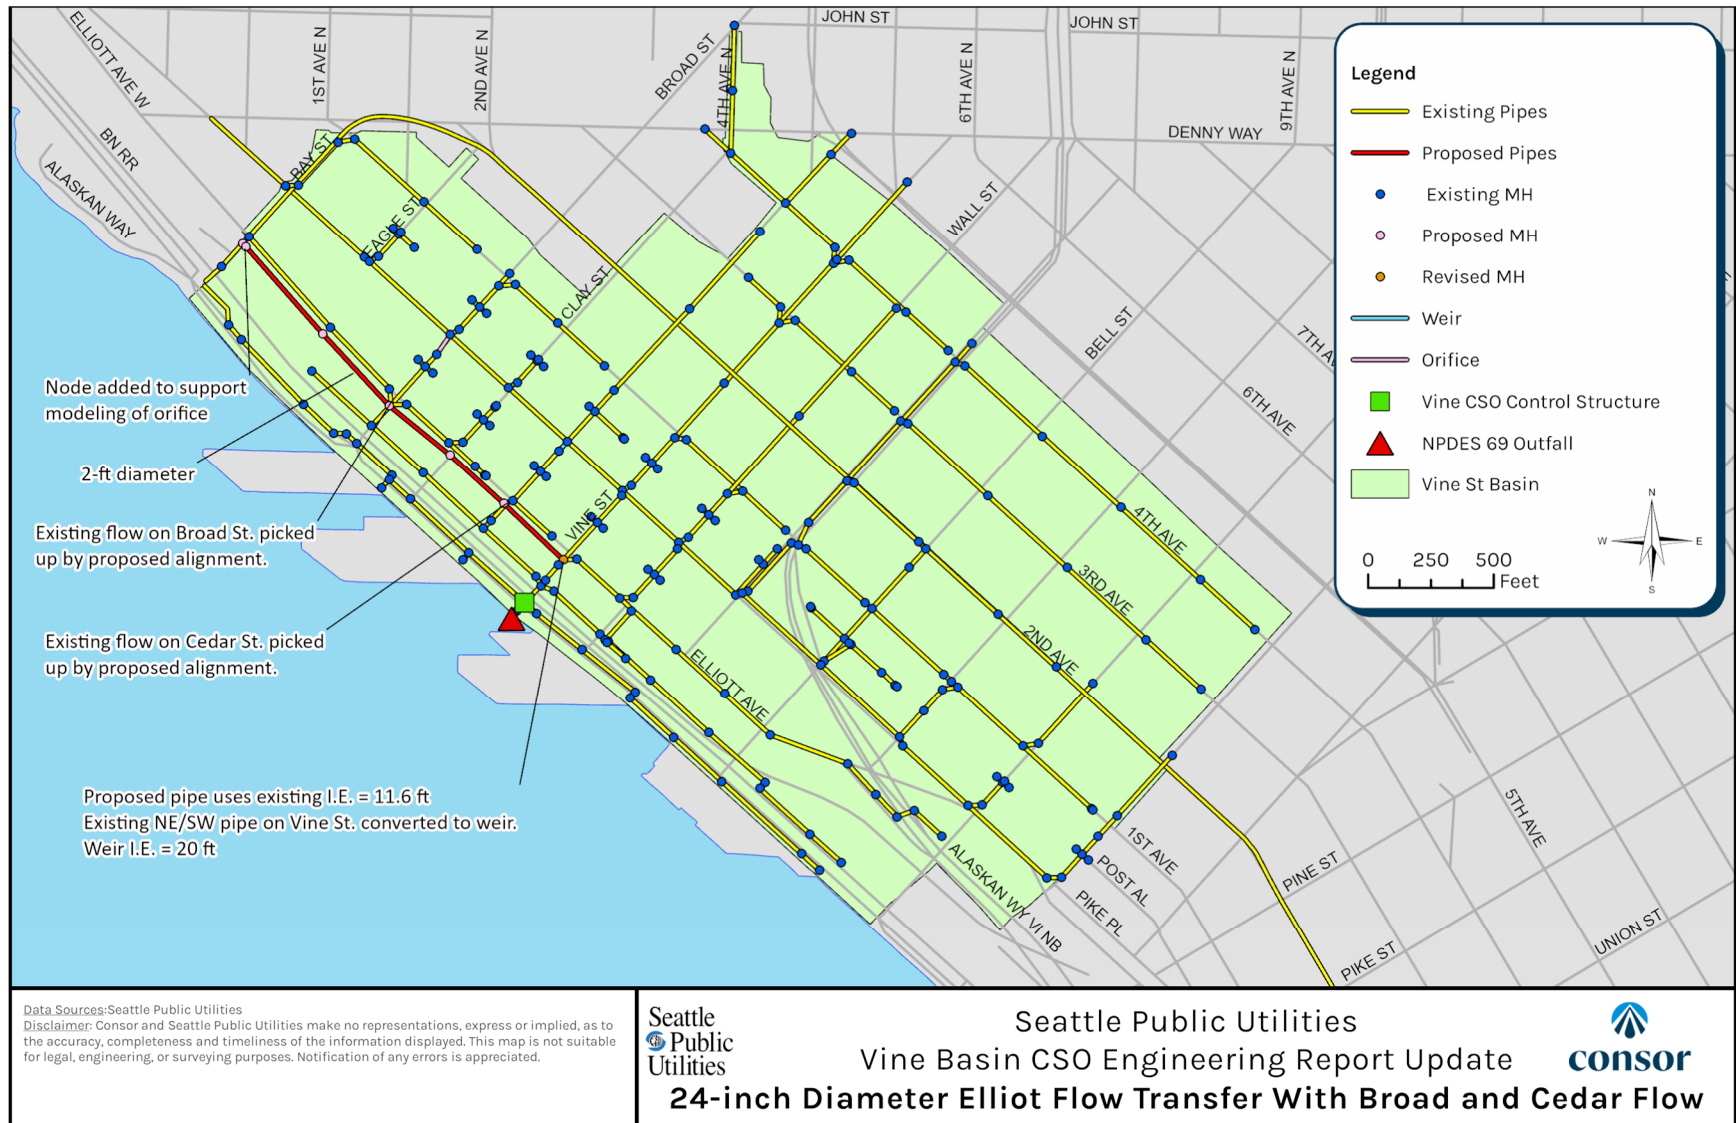 JOHN ST
JOHN ST
ELLIOTT AVE W
1ST AVE N
2ND AVE N
BROAD ST
4TH AVE N
6TH AVE N
9TH AVE N
DENNY WAY
BN RR
ALASKAN WAY
BAY ST
EAGLE ST
CLAY ST
WALL ST
BELL ST
7TH AV
6TH AVE
VINE ST
4TH AVE
3RD AVE
2ND AVE
ELLIOTT AVE
ALASKAN WY VI NB
1ST AVE
POST AL
PIKE PL
PINE ST
PIKE ST
UNION ST
5TH AVE
Legend
Existing Pipes
Proposed Pipes
Existing MH
Proposed MH
Revised MH
Weir
Orifice
Vine CSO Control Structure
NPDES 69 Outfall
Vine St Basin
N
W
E
S
0 250 500
Feet
Node added to support
modeling of orifice
2-ft diameter
Existing flow on Broad St. picked
up by proposed alignment.
Existing flow on Cedar St. picked
up by proposed alignment.
Proposed pipe uses existing I.E. = 11.6 ft
Existing NE/SW pipe on Vine St. converted to weir.
Weir I.E. = 20 ft
Data Sources:Seattle Public Utilities
Disclaimer: Consor and Seattle Public Utilities make no representations, express or implied, as to
the accuracy, completeness and timeliness of the information displayed. This map is not suitable
for legal, engineering, or surveying purposes. Notification of any errors is appreciated.
Seattle
Public
Utilities
Seattle Public Utilities
Vine Basin CSO Engineering Report Update
24-inch Diameter Elliot Flow Transfer With Broad and Cedar Flow
consor